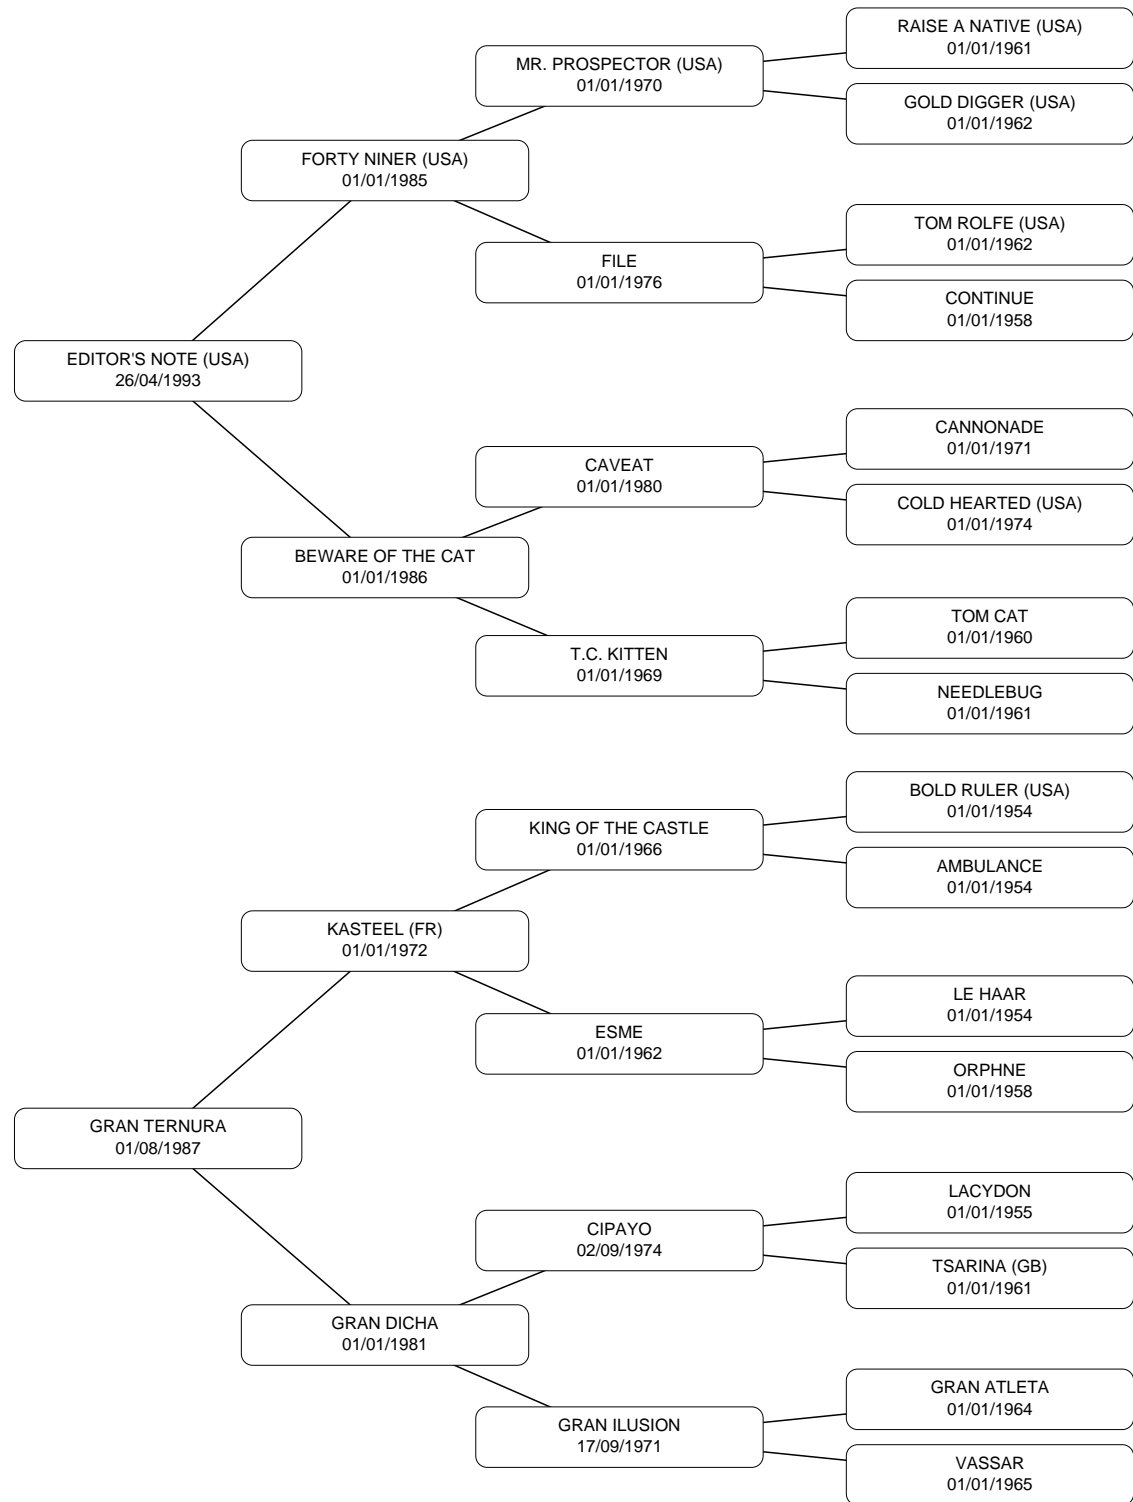 RAISE A NATIVE (USA)
01/01/1961
MR. PROSPECTOR (USA)
01/01/1970
GOLD DIGGER (USA)
01/01/1962
FORTY NINER (USA)
01/01/1985
TOM ROLFE (USA)
01/01/1962
FILE
01/01/1976
CONTINUE
01/01/1958
EDITOR'S NOTE (USA)
26/04/1993
CANNONADE
01/01/1971
CAVEAT
01/01/1980
COLD HEARTED (USA)
01/01/1974
BEWARE OF THE CAT
01/01/1986
TOM CAT
01/01/1960
T.C. KITTEN
01/01/1969
NEEDLEBUG
01/01/1961
BOLD RULER (USA)
01/01/1954
KING OF THE CASTLE
01/01/1966
AMBULANCE
01/01/1954
KASTEEL (FR)
01/01/1972
LE HAAR
01/01/1954
ESME
01/01/1962
ORPHNE
01/01/1958
GRAN TERNURA
01/08/1987
LACYDON
01/01/1955
CIPAYO
02/09/1974
TSARINA (GB)
01/01/1961
GRAN DICHA
01/01/1981
GRAN ATLETA
01/01/1964
GRAN ILUSION
17/09/1971
VASSAR
01/01/1965